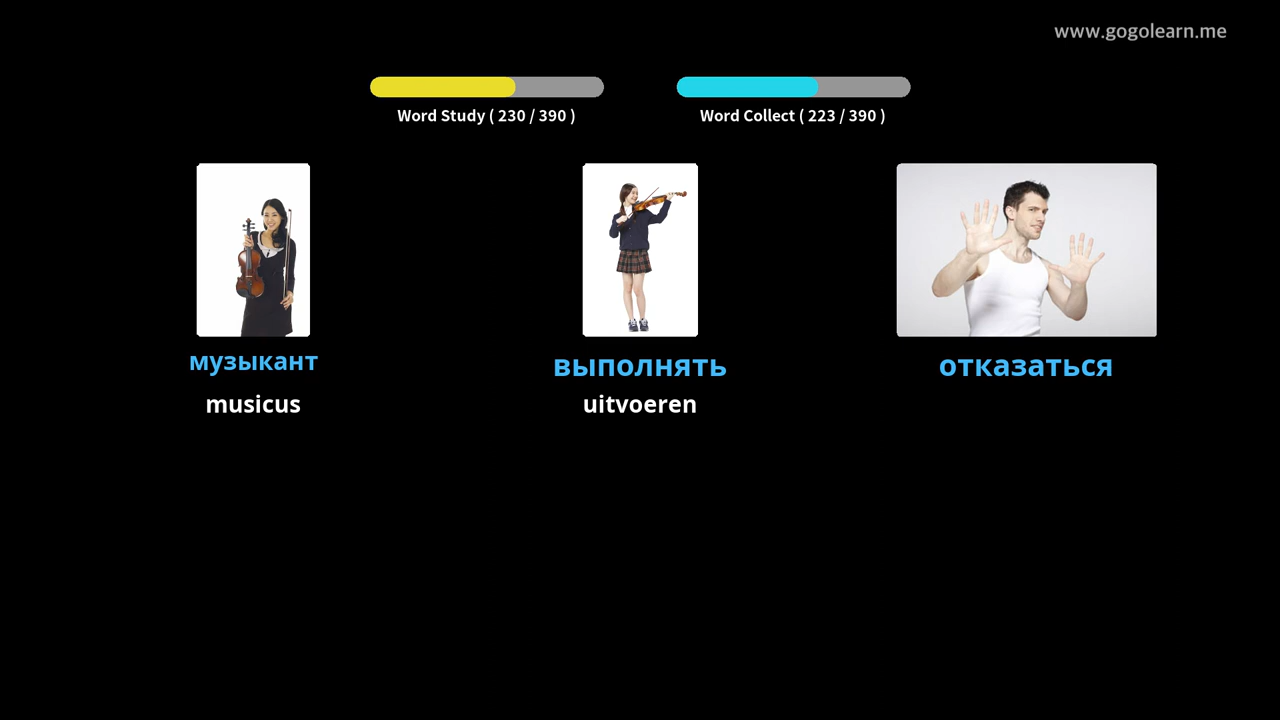 www.gogolearn.me
Word Study ( 230 / 390 )
Word Collect ( 223 / 390 )
музыкант
выполнять
отказаться
musicus
uitvoeren